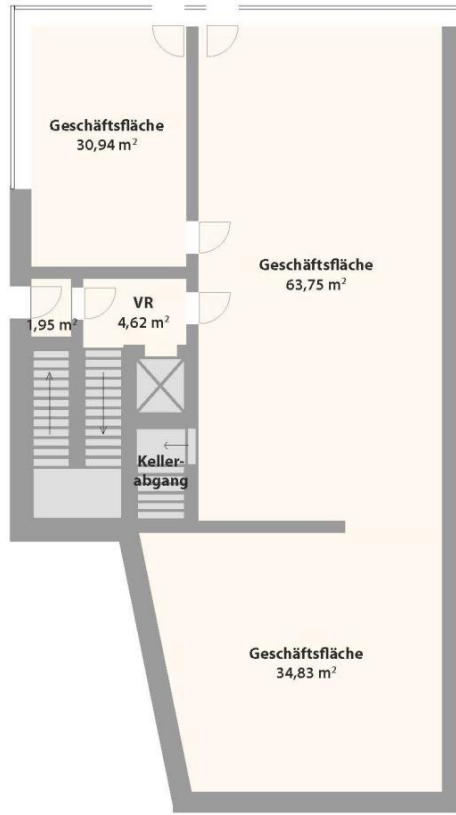 Geschäftsfläche
30,94 m²
Geschäftsfläche
63,75 m²
VR
4,62 m²
1,95 m²
Keller-
abgang
Geschäftsfläche
34,83 m²